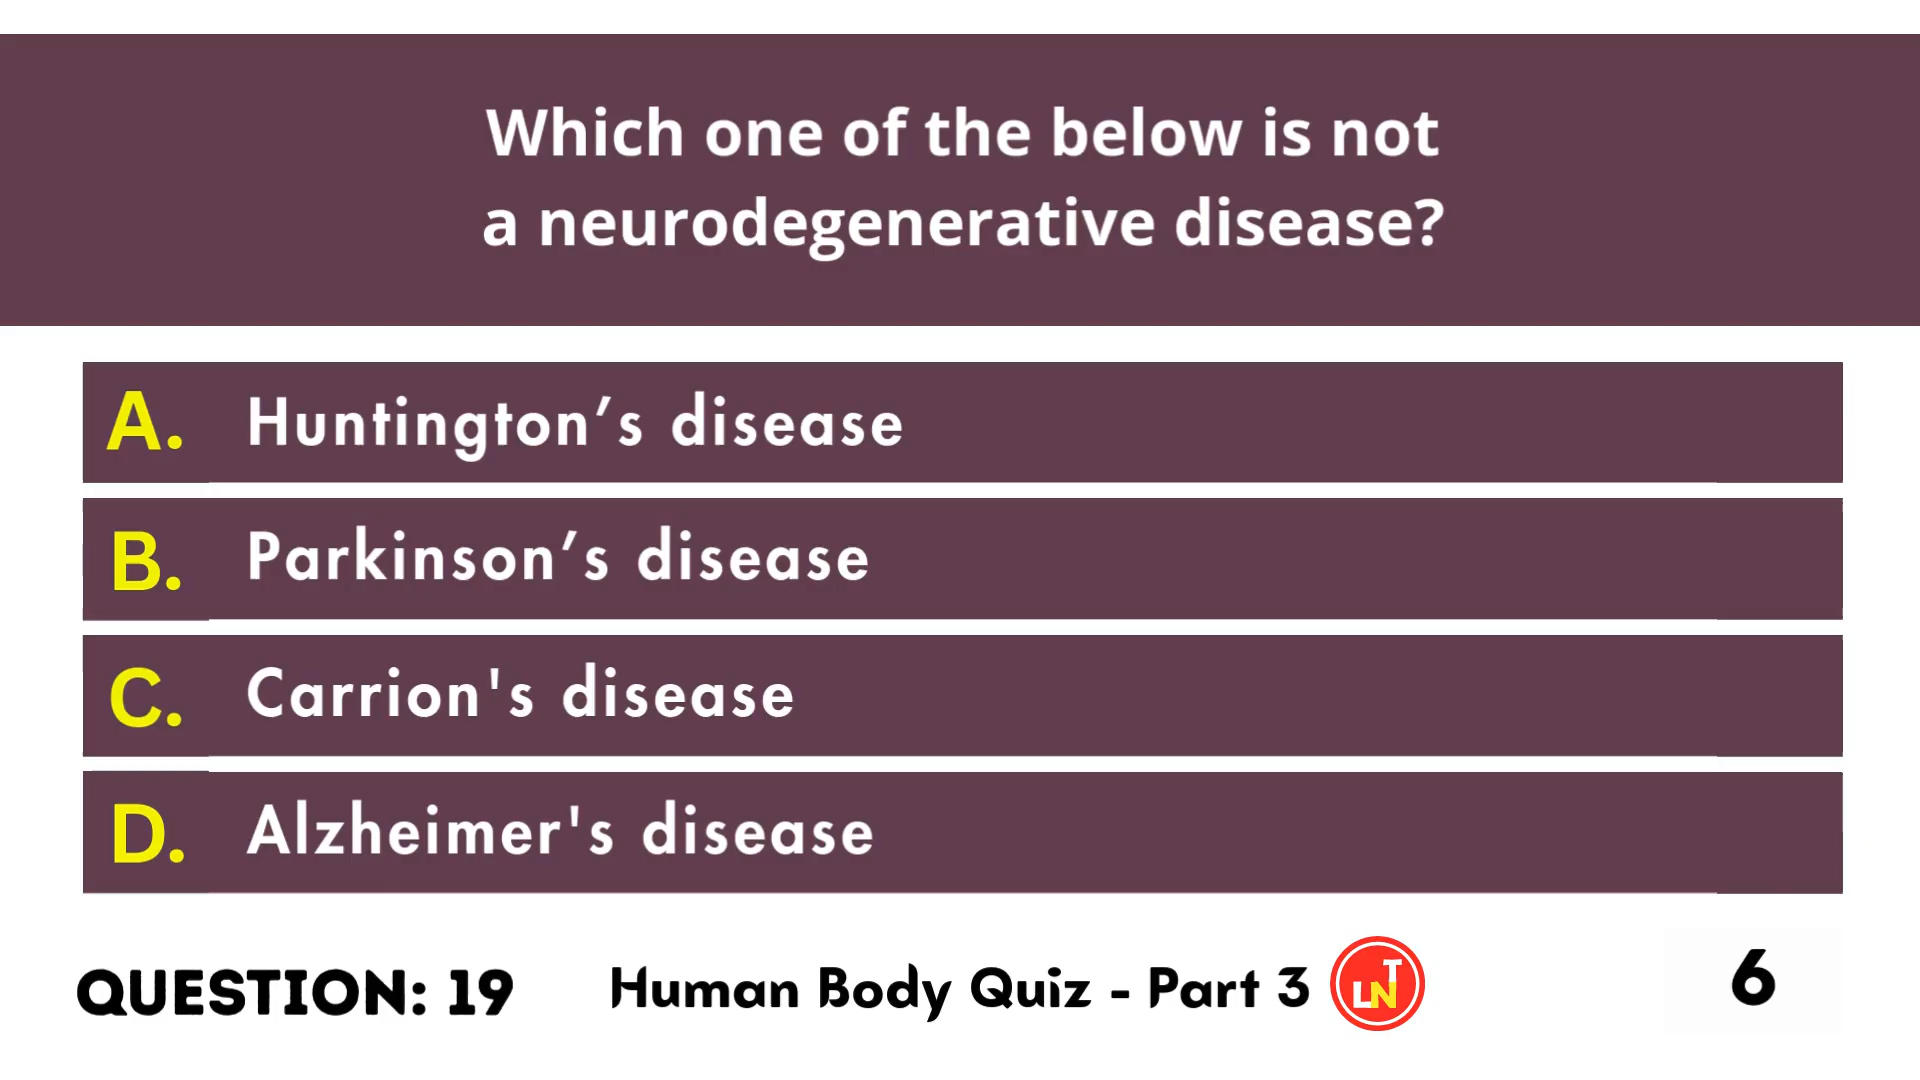 Which one of the below is not
a neurodegenerative disease?
A. Huntington’s disease
B. Parkinson’s disease
C. Carrion's disease
D. Alzheimer's disease
QUESTION: 19 Human Body Quiz - Part 3 LNT 6